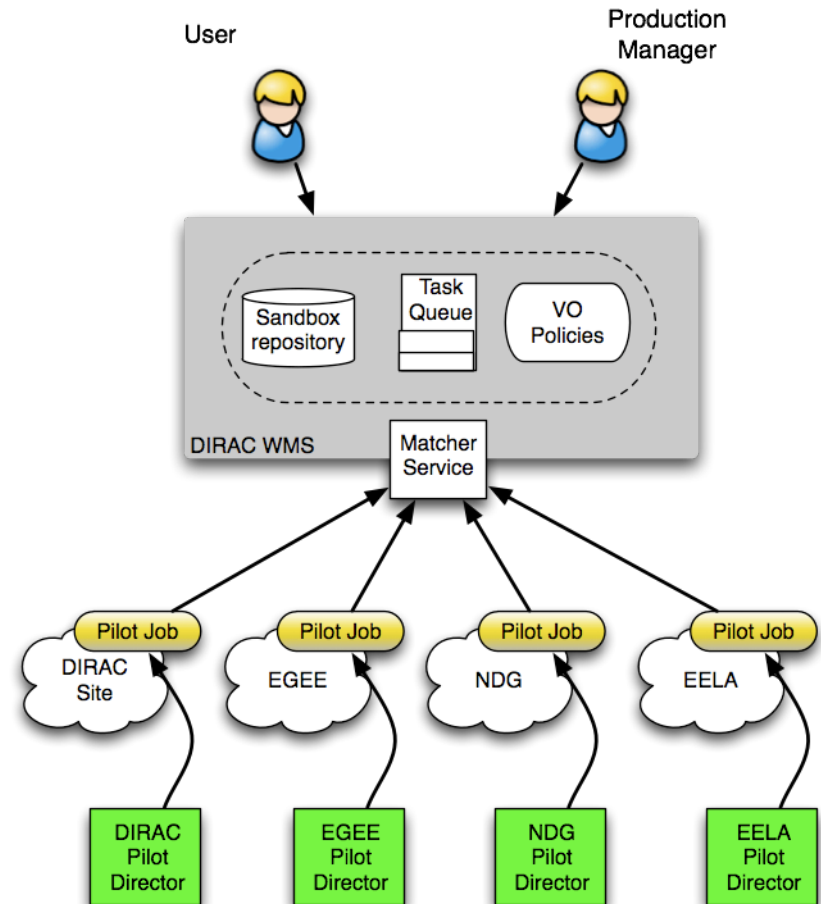 User
Production
Manager
Sandbox
repository
Task
Queue
VO
Policies
DIRAC WMS
Matcher
Service
Pilot Job
Pilot Job
Pilot Job
Pilot Job
DIRAC
Site
EGEE
NDG
EELA
DIRAC
Pilot
Director
EGEE
Pilot
Director
NDG
Pilot
Director
EELA
Pilot
Director